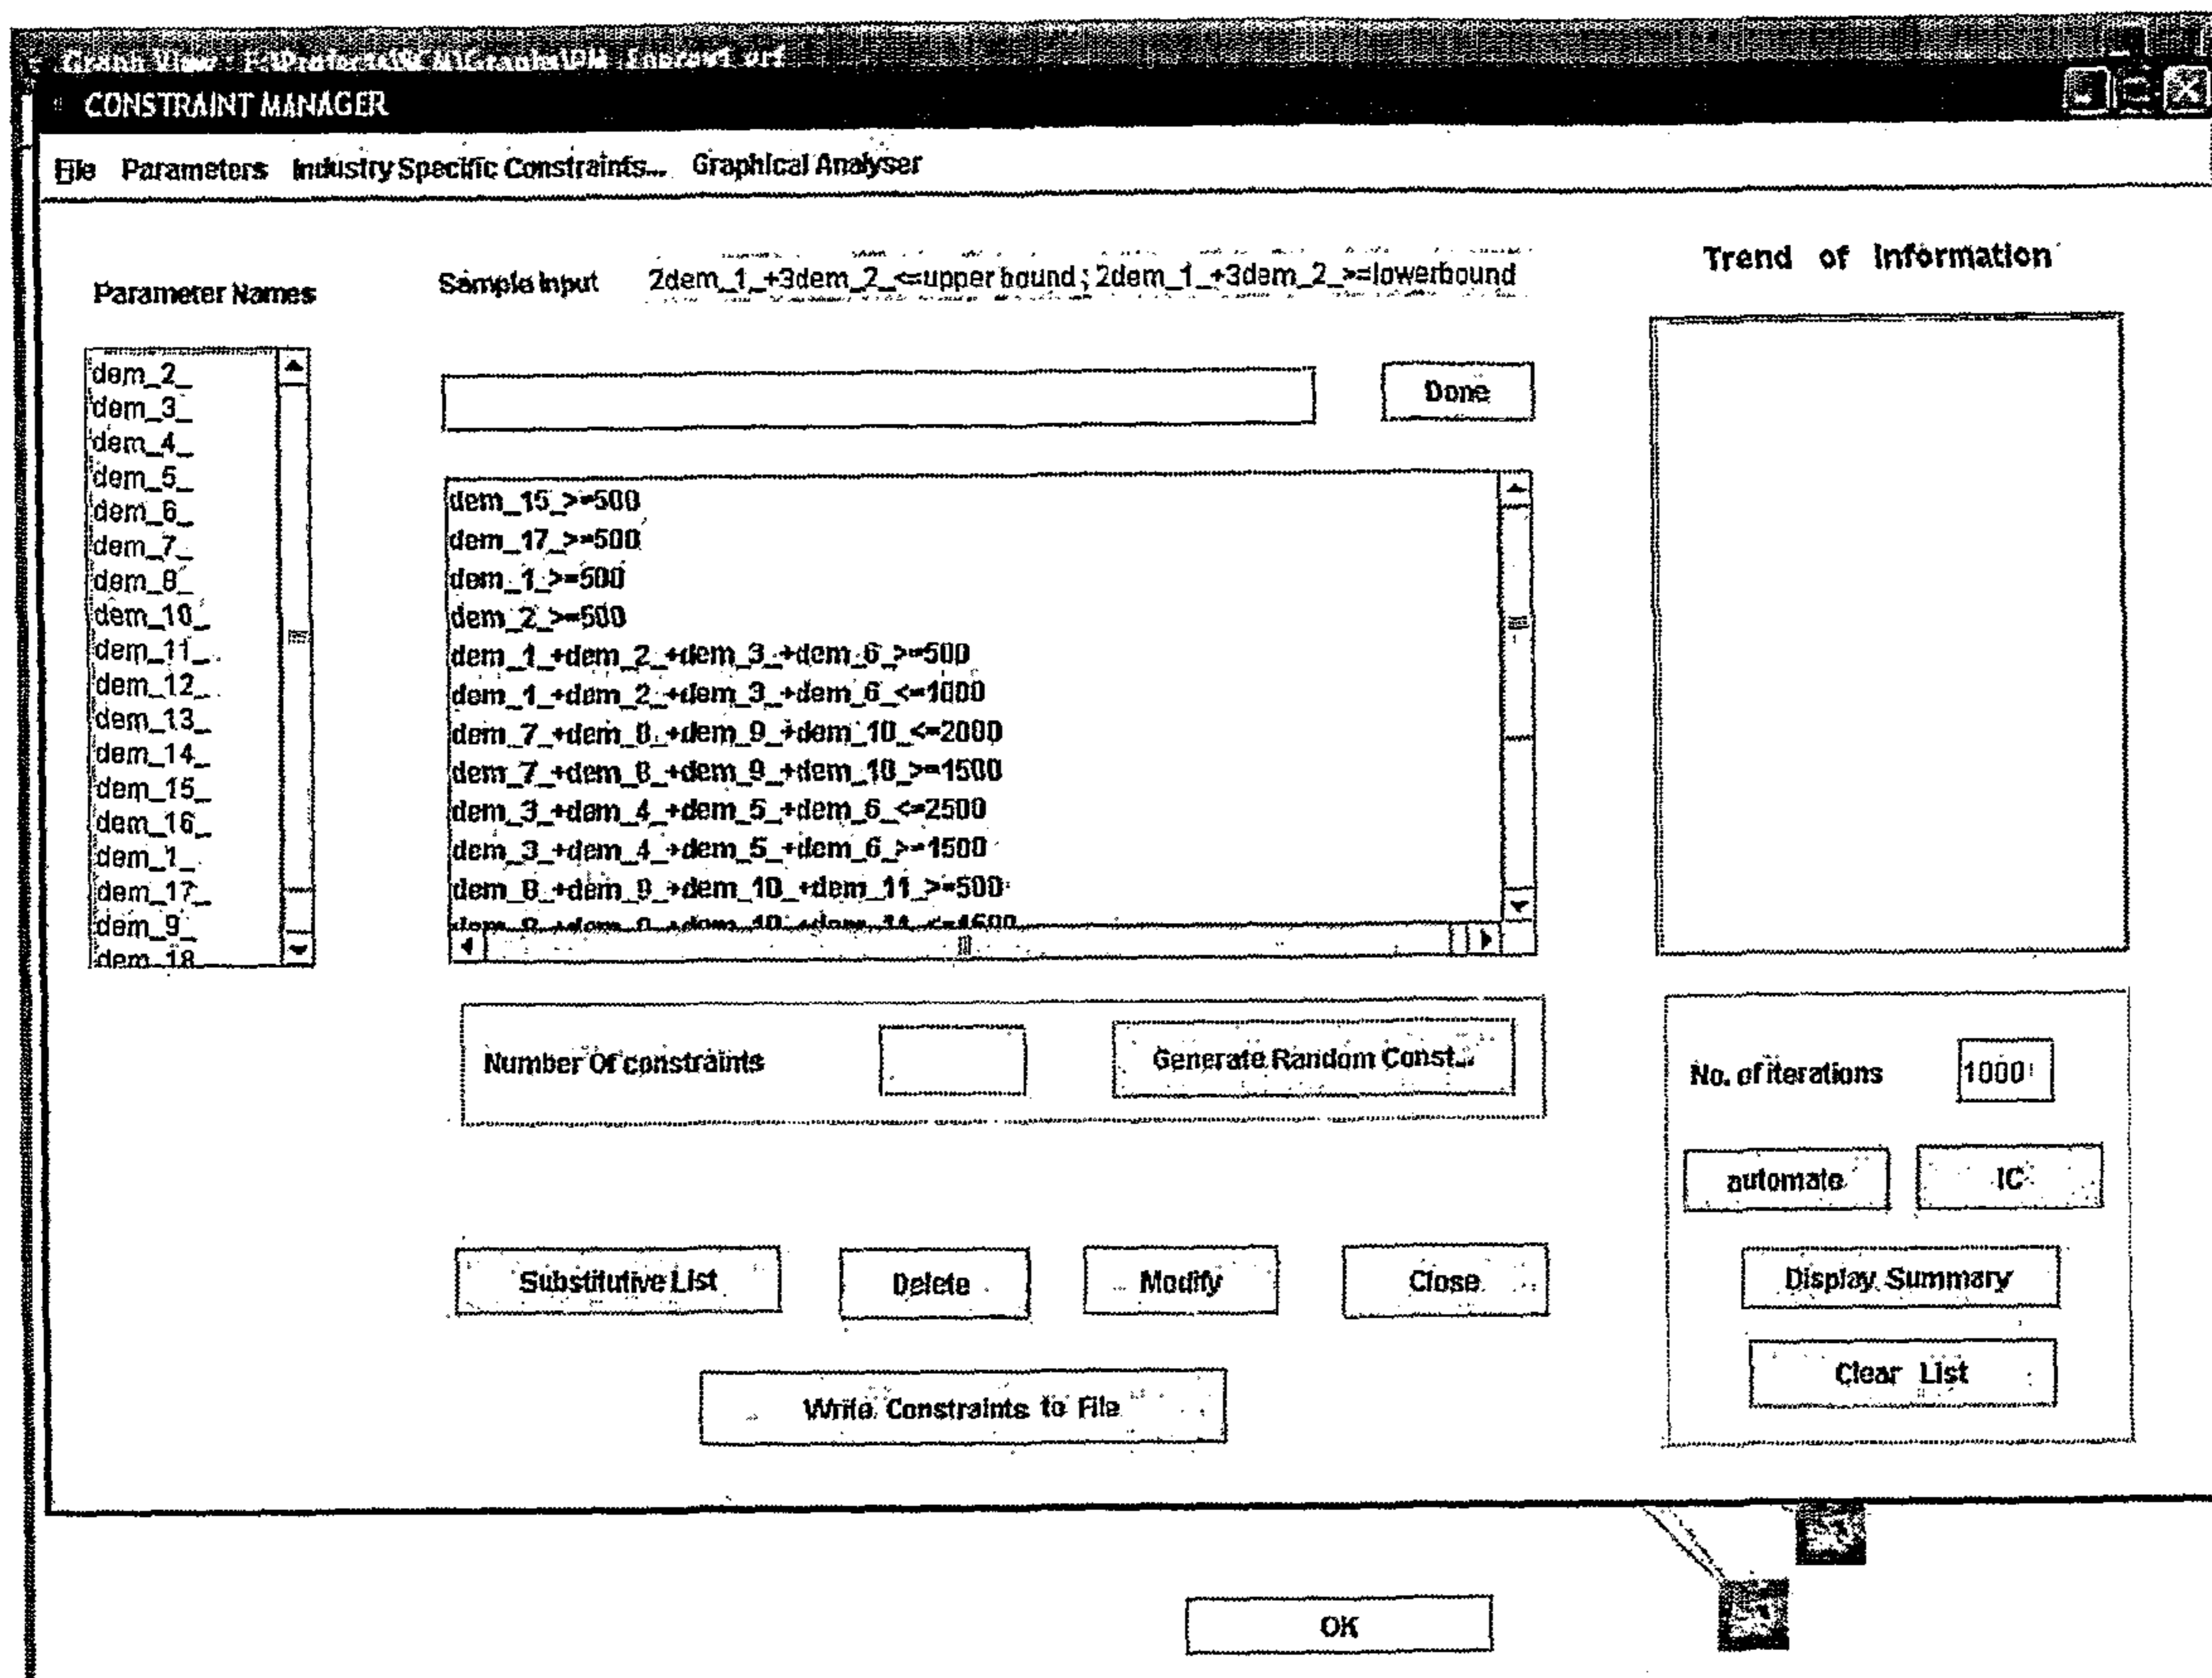 Graph View : F:\Projects\
CONSTRAINT MANAGER
File Parameters Industry Specific Constraints... Graphical Analyser
Parameter Names
Sample Input 2dem_1_+3dem_2_<=upper bound ; 2dem_1_+3dem_2_>=lowerbound
Trend of Information
dem_2_
dem_3_
dem_4_
dem_5_
dem_6_
dem_7_
dem_8_
dem_10_
dem_11_
dem_12_
dem_13_
dem_14_
dem_15_
dem_16_
dem_1_
dem_17_
dem_9_
dem_18_
Done
dem_15_>=500
dem_17_>=500
dem_1_>=500
dem_2_>=500
dem_1_+dem_2_+dem_3_+dem_6_>=500
dem_1_+dem_2_+dem_3_+dem_6_<=1000
dem_7_+dem_8_+dem_9_+dem_10_<=2000
dem_7_+dem_8_+dem_9_+dem_10_>=1500
dem_3_+dem_4_+dem_5_+dem_6_<=2500
dem_3_+dem_4_+dem_5_+dem_6_>=1500
dem_8_+dem_9_+dem_10_+dem_11_>=500
Number Of constraints
Generate Random Const...
No. of iterations 1000
automate IC
Substitutive List Delete Modify Close
Display Summary
Clear List
Write Constraints to File
OK